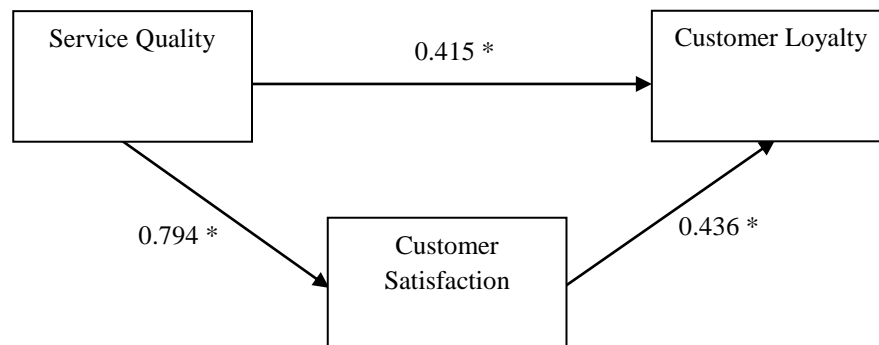 Service Quality
0.415 *
Customer Loyalty
0.794 *
Customer
Satisfaction
0.436 *